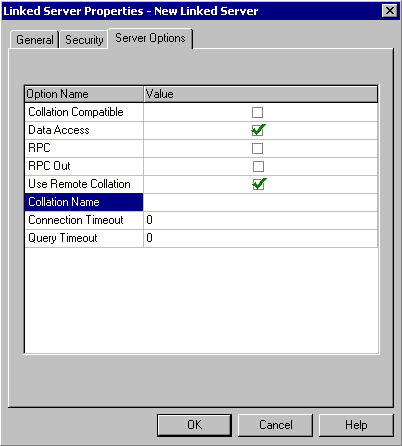 Linked Server Properties - New Linked Server
General Security Server Options
Option Name Value
Collation Compatible
Data Access
RPC
RPC Out
Use Remote Collation
Collation Name
Connection Timeout 0
Query Timeout 0
OK Cancel Help